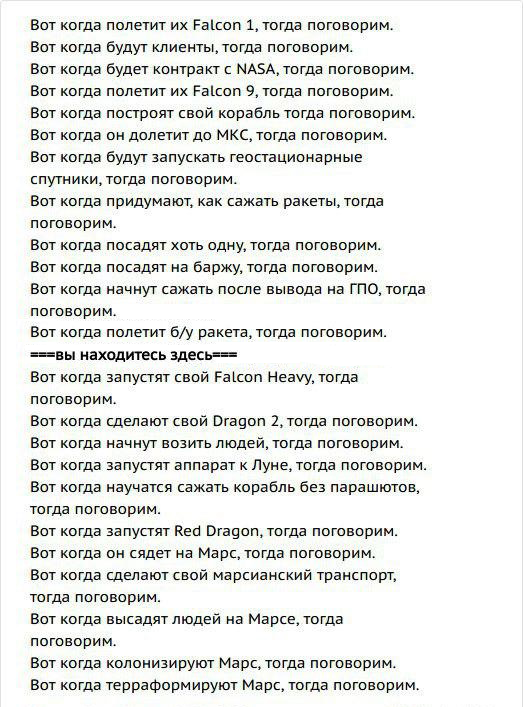 Вот когда полетит их Falcon 1, тогда поговорим.
Вот когда будут клиенты, тогда поговорим.
Вот когда будет контракт с NASA, тогда поговорим.
Вот когда полетит их Falcon 9, тогда поговорим.
Вот когда построят свой корабль тогда поговорим.
Вот когда он долетит до МКС, тогда поговорим.
Вот когда будут запускать геостационарные
спутники, тогда поговорим.
Вот когда придумают, как сажать ракеты, тогда
поговорим.
Вот когда посадят хоть одну, тогда поговорим.
Вот когда посадят на баржу, тогда поговорим.
Вот когда начнут сажать после вывода на ГПО, тогда
поговорим.
Вот когда полетит б/у ракета, тогда поговорим.
===вы находитесь здесь===
Вот когда запустят свой Falcon Heavy, тогда
поговорим.
Вот когда сделают свой Dragon 2, тогда поговорим.
Вот когда начнут возить людей, тогда поговорим.
Вот когда запустят аппарат к Луне, тогда поговорим.
Вот когда научатся сажать корабль без парашютов,
тогда поговорим.
Вот когда запустят Red Dragon, тогда поговорим.
Вот когда он сядет на Марс, тогда поговорим.
Вот когда сделают свой марсианский транспорт,
тогда поговорим.
Вот когда высадят людей на Марсе, тогда
поговорим.
Вот когда колонизируют Марс, тогда поговорим.
Вот когда терраформируют Марс, тогда поговорим.